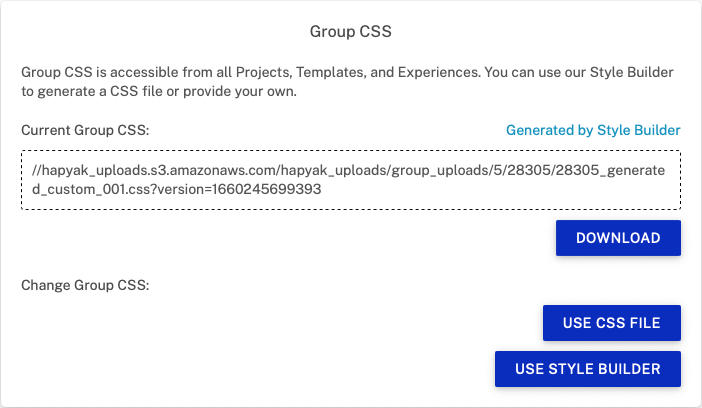 Group CSS
Group CSS is accessible from all Projects, Templates, and Experiences. You can use our Style Builder
to generate a CSS file or provide your own.
Current Group CSS:
Generated by Style Builder
//hapyak_uploads.s3.amazonaws.com/hapyak_uploads/group_uploads/5/28305/28305_generate
d_custom_001.css?version=1660245699393
DOWNLOAD
Change Group CSS:
USE CSS FILE
USE STYLE BUILDER